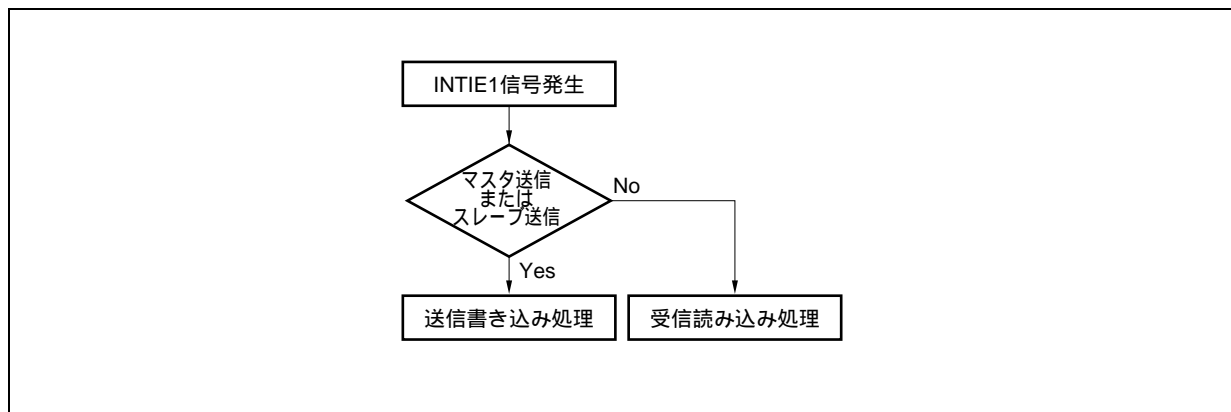 INTIE1信号発生
マスタ送信
または
スレーブ送信
No
Yes
送信書き込み処理
受信読み込み処理